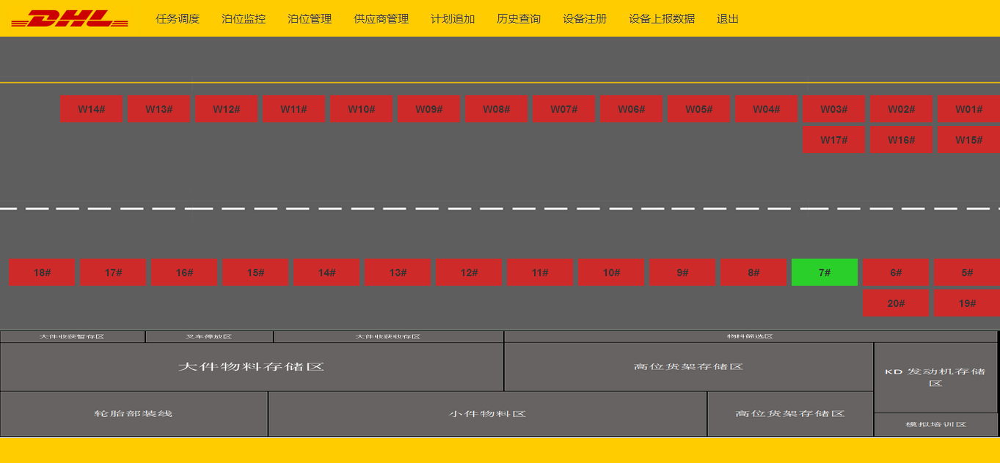 DHL 任务调度 泊位监控 泊位管理 供应商管理 计划追加 历史查询 设备注册 设备上报数据 退出
W14# W13# W12# W11# W10# W09# W08# W07# W06# W05# W04# W03# W02# W01#
W17# W16# W15#
18# 17# 16# 15# 14# 13# 12# 11# 10# 9# 8# 7# 6# 5#
20# 19#
大件收获暂存区 叉车停放区 大件收获收存区 物料筛选区
大件物料存储区 高位货架存储区 KD 发动机存储
区
轮胎部装线 小件物料区 高位货架存储区 模拟培训区